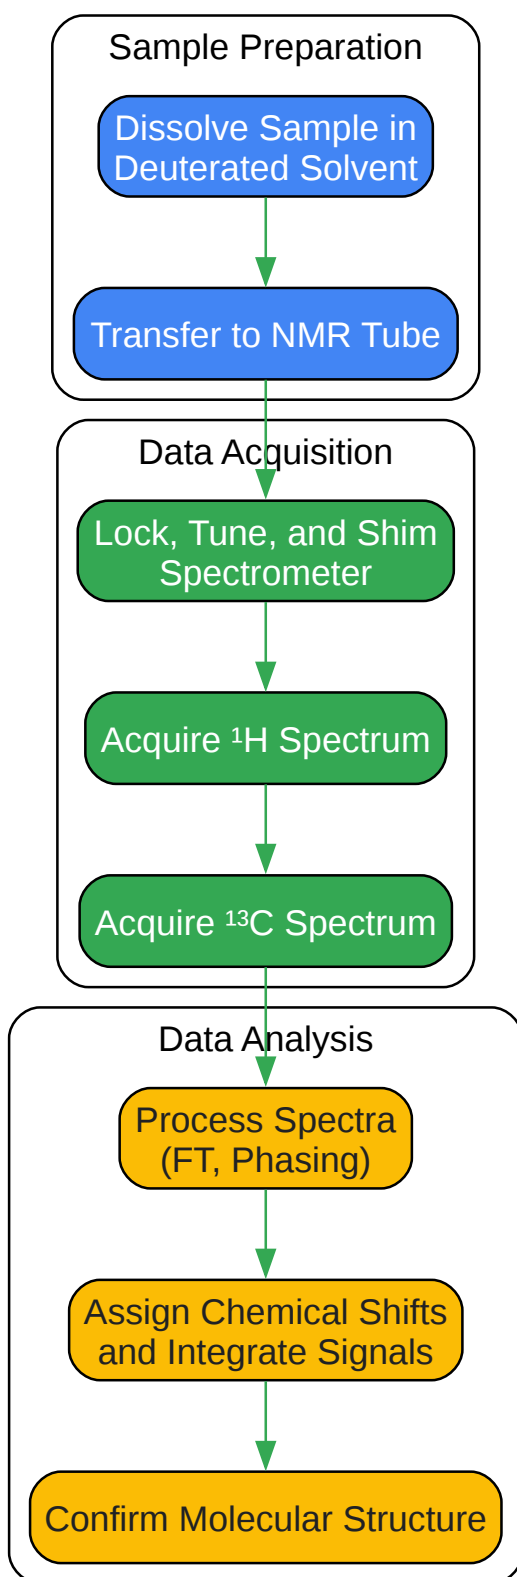 Sample Preparation
Dissolve Sample in
Deuterated Solvent
Transfer to NMR Tube
Data Acquisition
Lock, Tune, and Shim
Spectrometer
Acquire ¹H Spectrum
Acquire ¹³C Spectrum
Data Analysis
Process Spectra
(FT, Phasing)
Assign Chemical Shifts
and Integrate Signals
Confirm Molecular Structure